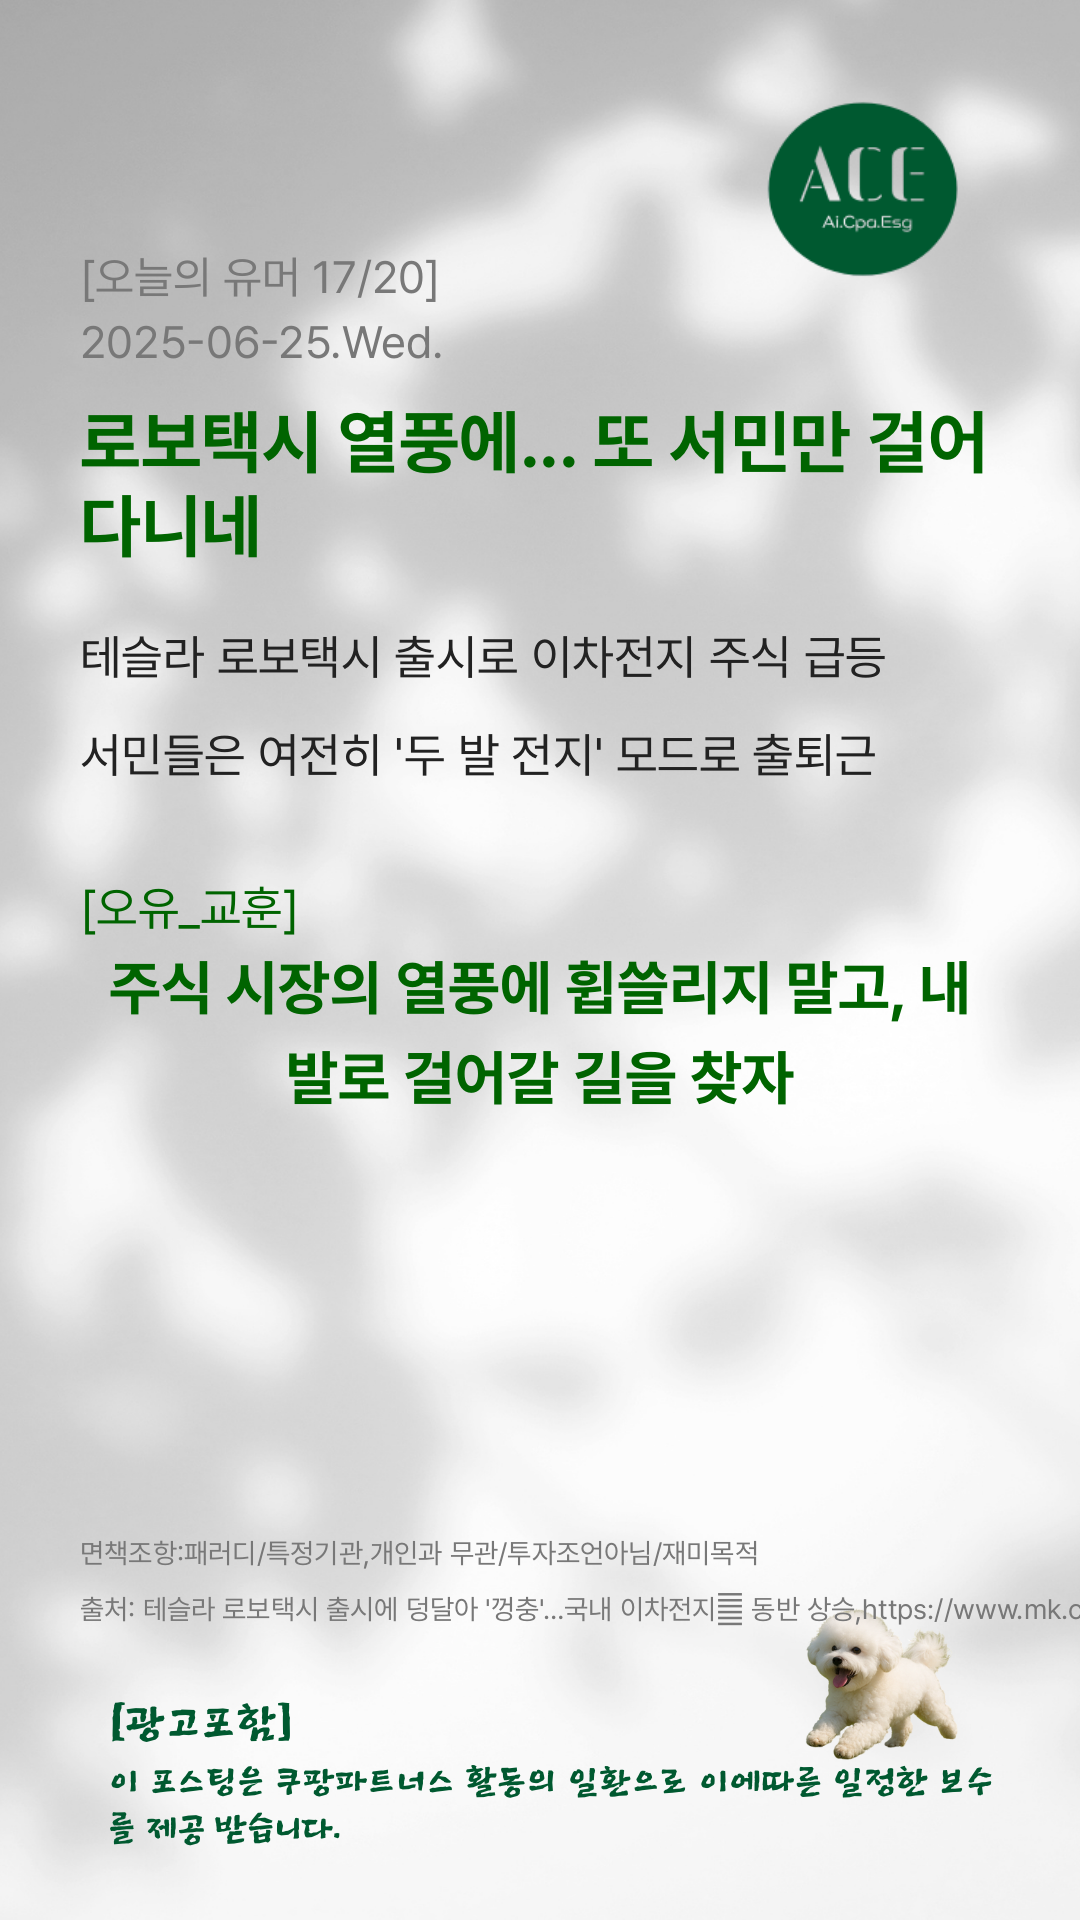 ACE
Ai.Cpa.Esg
[오늘의 유머 17/20]
2025-06-25.Wed.
로보택시 열풍에... 또 서민만 걸어
다니네
테슬라 로보택시 출시로 이차전지 주식 급등
서민들은 여전히 '두 발 전지' 모드로 출퇴근
[오유_교훈]
주식 시장의 열풍에 휩쓸리지 말고, 내
발로 걸어갈 길을 찾자
면책조항:패러디/특정기관,개인과 무관/투자조언아님/재미목적
출처: 테슬라 로보택시 출시에 덩달아 '껑충'...국내 이차전지 동반 상승,https://www.mk.c
[광고포함]
이 포스팅은 쿠팡파트너스 활동의 일환으로 이에따른 일정한 보수
를 제공 받습니다.